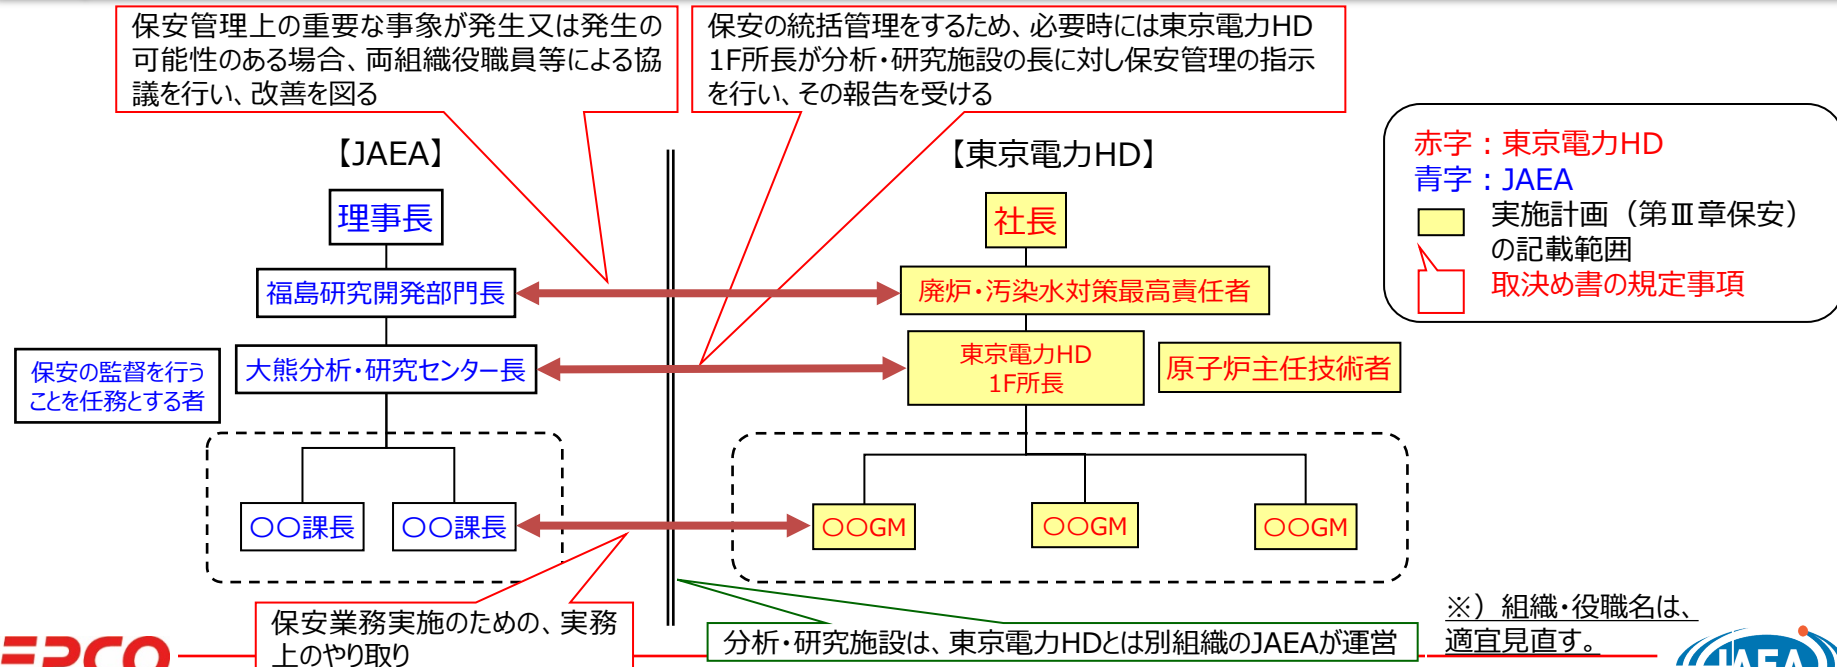 保安管理上の重要な事象が発生又は発生の
可能性のある場合、両組織役職員等による協
議を行い、改善を図る
保安の統括管理をするため、必要時には東京電力HD
1F所長が分析・研究施設の長に対し保安管理の指示
を行い、その報告を受ける
【JAEA】
【東京電力HD】
赤字：東京電力HD
青字：JAEA
実施計画（第Ⅲ章保安）
の記載範囲
取決め書の規定事項
理事長
社長
福島研究開発部門長
廃炉・汚染水対策最高責任者
保安の監督を行う
ことを任務とする者
大熊分析・研究センター長
東京電力HD
1F所長
原子炉主任技術者
〇〇課長
〇〇課長
〇〇GM
〇〇GM
〇〇GM
保安業務実施のための、実務
上のやり取り
分析・研究施設は、東京電力HDとは別組織のJAEAが運営
※）組織・役職名は、
適宜見直す。
JAEA